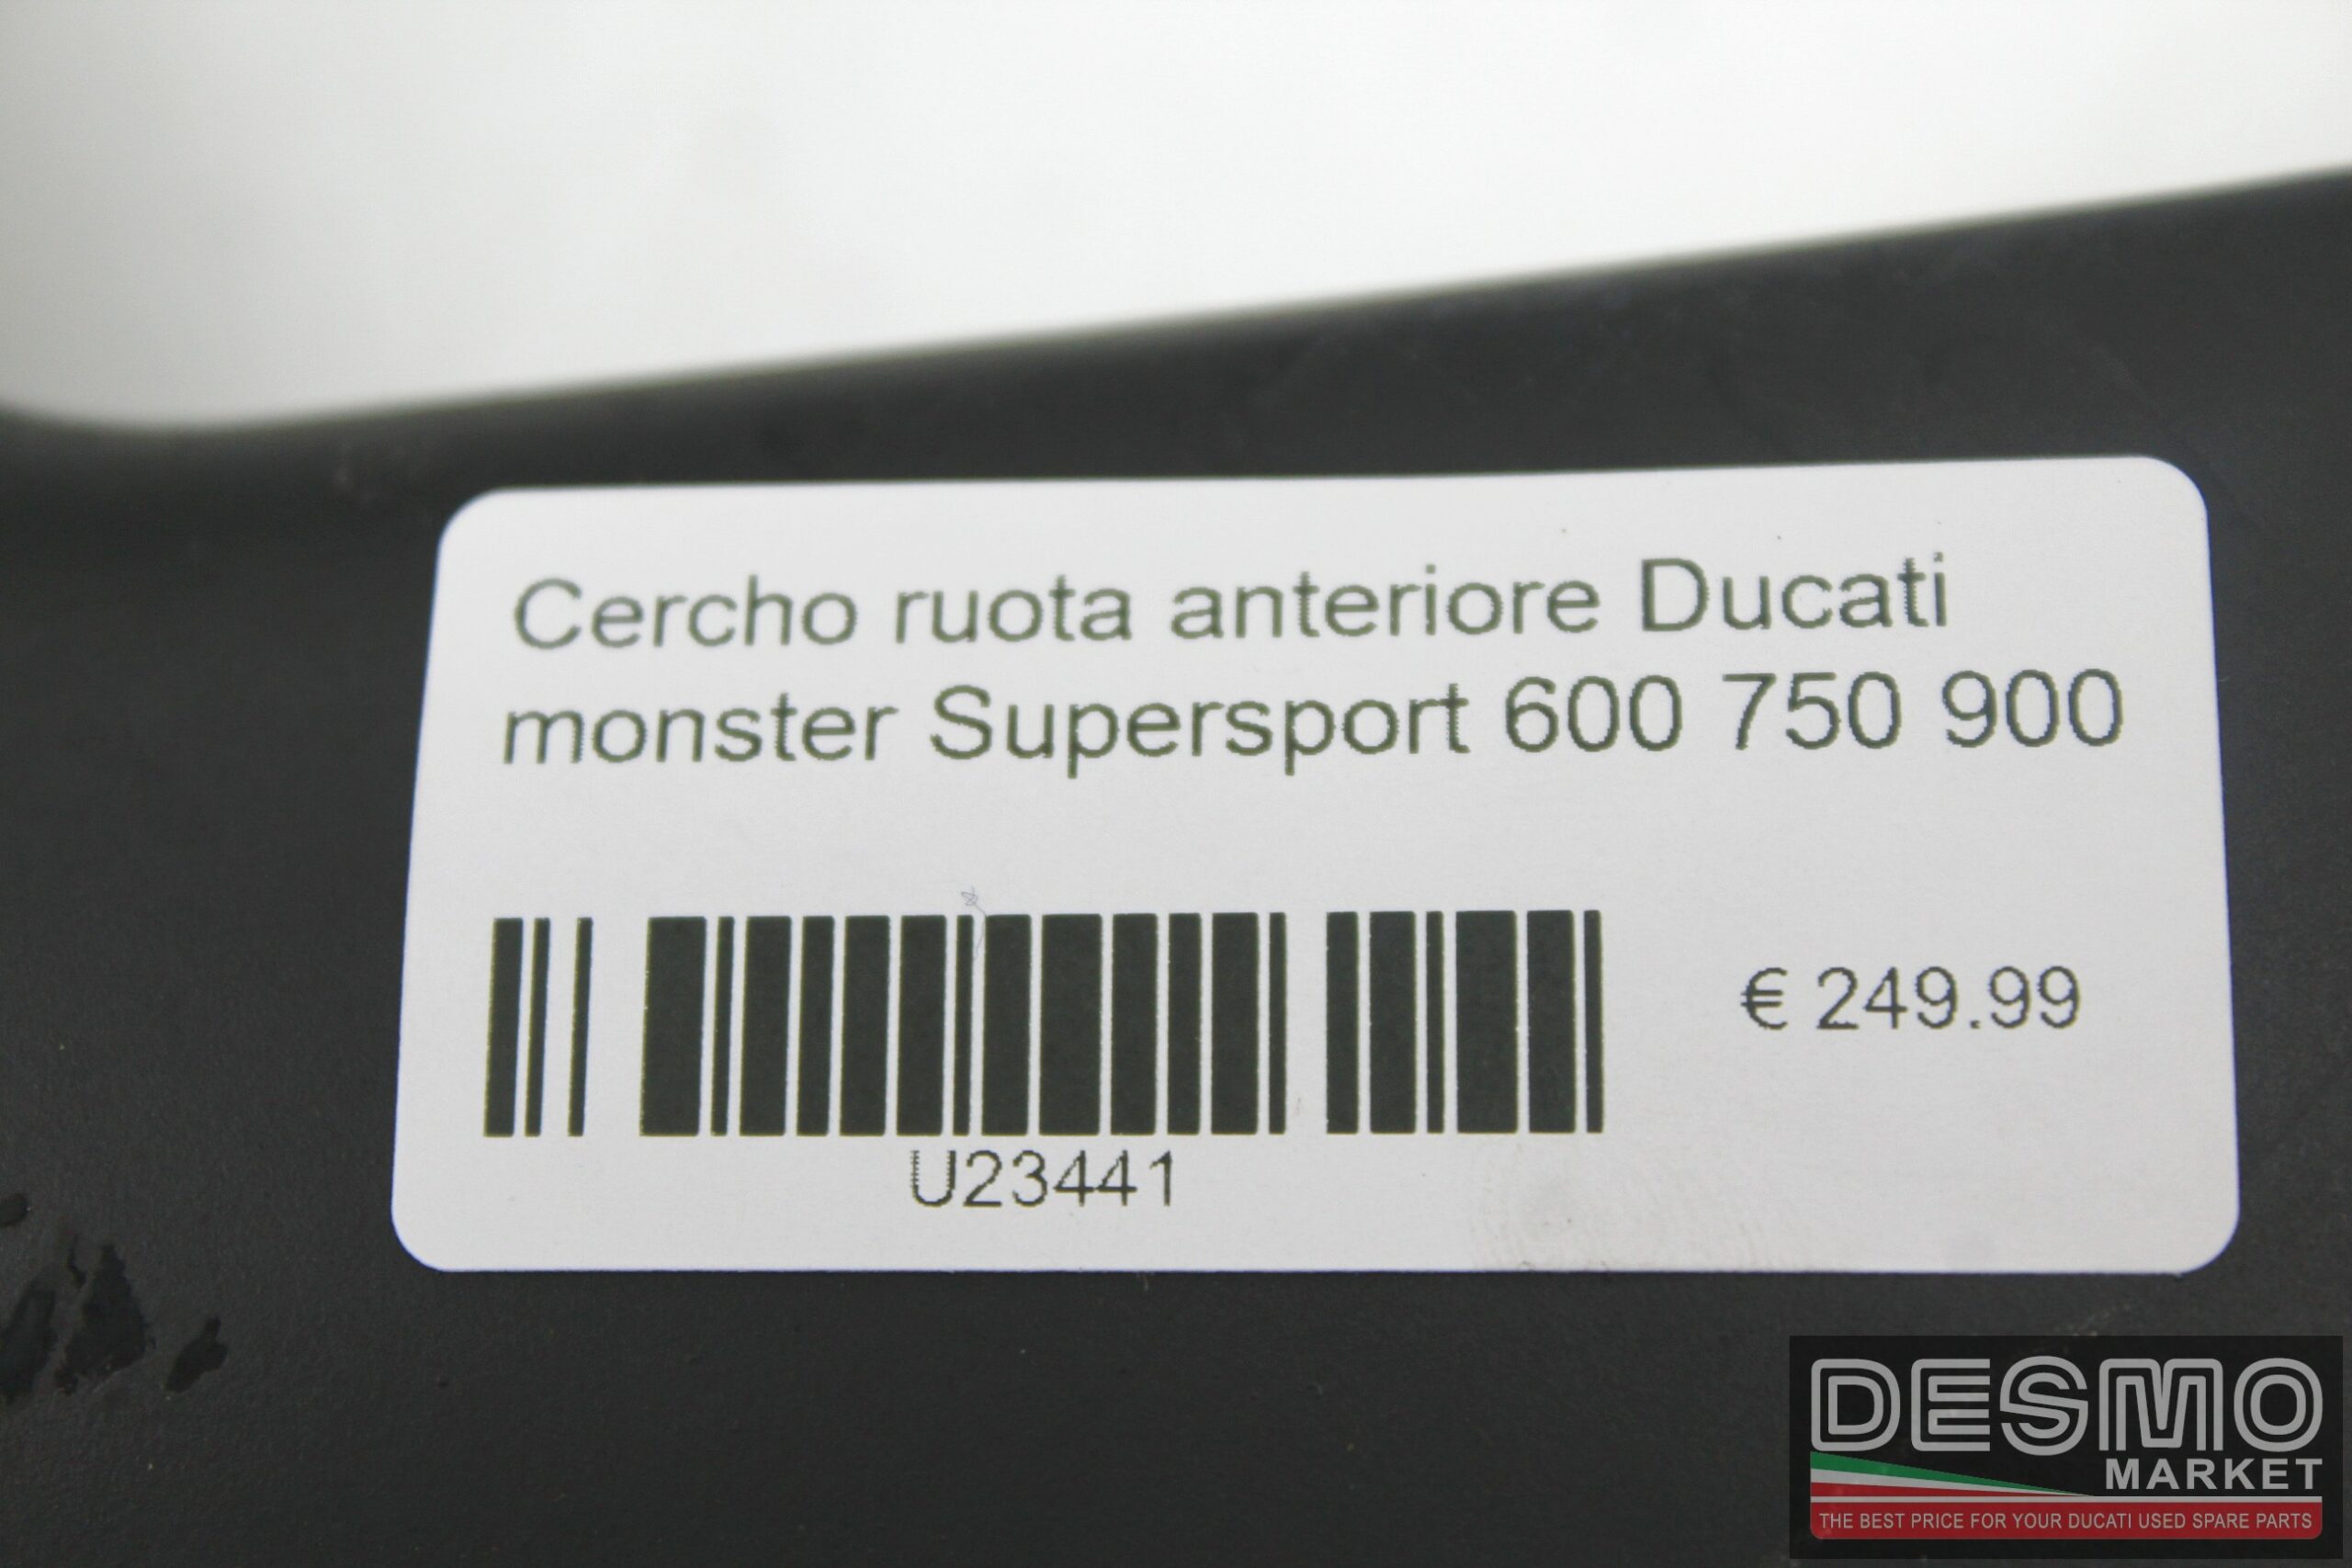 Cercho ruota anteriore Ducati
monster Supersport 600 750 900
€ 249.99
U23441
DESMO
MARKET
THE BEST PRICE FOR YOUR DUCATI USED SPARE PARTS